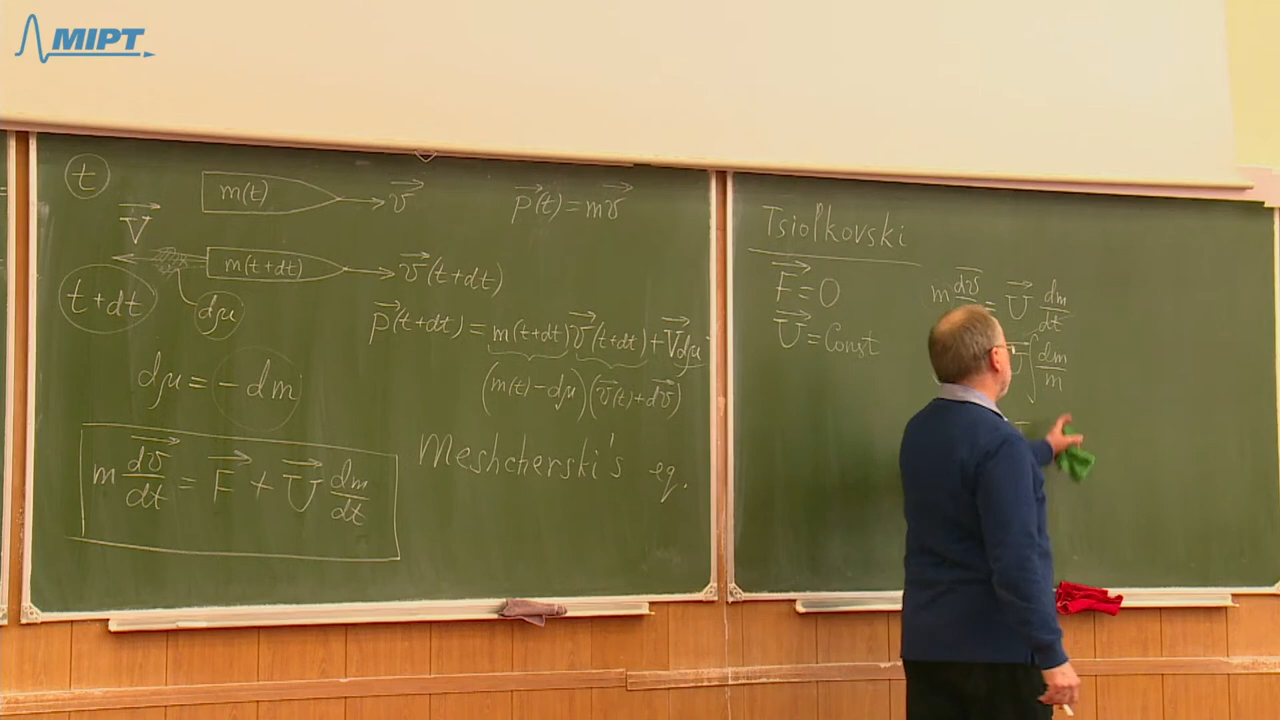 MIPT
t
m(t)
v⃗
p⃗(t)=mv⃗
V⃗
m(t+dt)
v⃗(t+dt)
t+dt
dμ
p⃗(t+dt)=m(t+dt)v⃗(t+dt)+V⃗dμ
(m(t)-dμ)(v⃗(t)+dv⃗)
dμ=-dm
m dv⃗/dt = F⃗ + U⃗ dm/dt
Meshcherski's eq.
Tsiolkovski
F⃗=0
U⃗=Const
m dv⃗ = U⃗ dm/dt
∫ dm/m